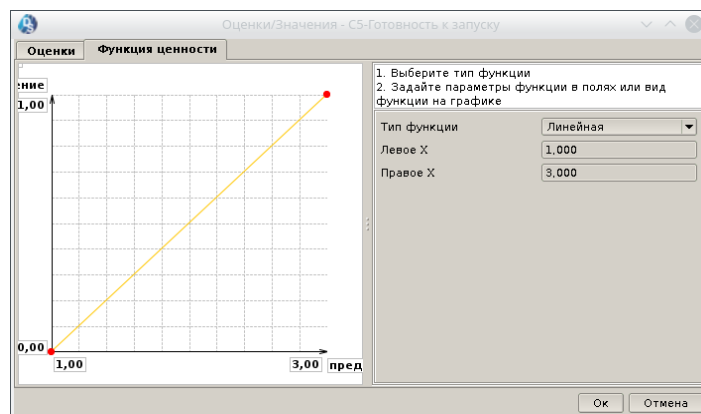 Оценки/Значения - C5-Готовность к запуску
Оценки
Функция ценности
ение
1,00
0,00
1,00
3,00
пред
1. Выберите тип функции
2. Задайте параметры функции в полях или вид
функции на графике
Тип функции
Линейная
Левое X
1,000
Правое X
3,000
Ок
Отмена